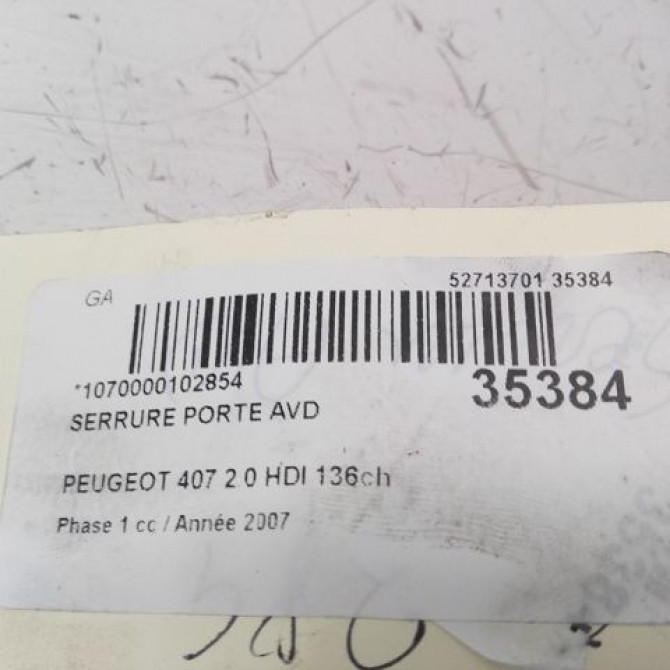 GA
52713701 35384
*1070000102854
35384
SERRURE PORTE AVD
PEUGEOT 407 2.0 HDI 136ch
Phase 1 cc / Année 2007